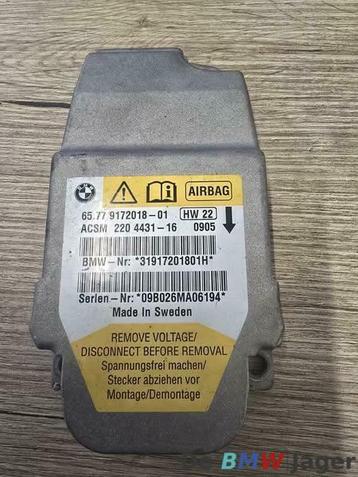 BMW
AIRBAG
65.77 9172018-01 HW 22
ACSM 220 4431-16 0905
BMW-Nr: *31917201801H*
Serien-Nr: *09B026MA06194*
Made In Sweden
REMOVE VOLTAGE/
DISCONNECT BEFORE REMOVAL
Spannungsfrei machen/
Stecker abziehen vor
Montage/Demontage
BMWJager